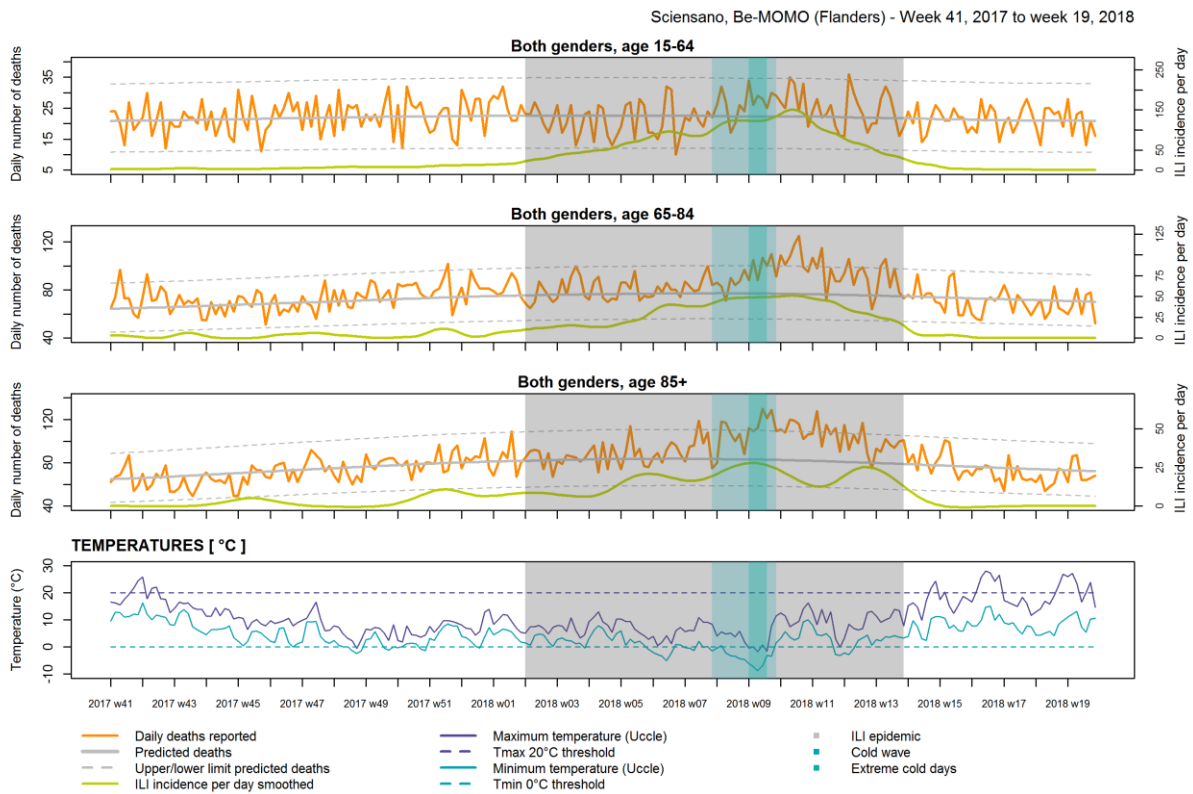 Sciensano, Be-MOMO (Flanders) - Week 41, 2017 to week 19, 2018
Both genders, age 15-64
Daily number of deaths
35
25
15
5
250
150
50
0
ILI incidence per day
Both genders, age 65-84
Daily number of deaths
120
80
40
125
75
50
25
0
ILI incidence per day
Both genders, age 85+
Daily number of deaths
120
80
40
50
25
0
ILI incidence per day
TEMPERATURES [ °C ]
Temperature (°C)
30
20
10
0
-10
2017 w41 2017 w43 2017 w45 2017 w47 2017 w49 2017 w51 2018 w01 2018 w03 2018 w05 2018 w07 2018 w09 2018 w11 2018 w13 2018 w15 2018 w17 2018 w19
Daily deaths reported
Predicted deaths
Upper/lower limit predicted deaths
ILI incidence per day smoothed
Maximum temperature (Uccle)
Tmax 20°C threshold
Minimum temperature (Uccle)
Tmin 0°C threshold
ILI epidemic
Cold wave
Extreme cold days